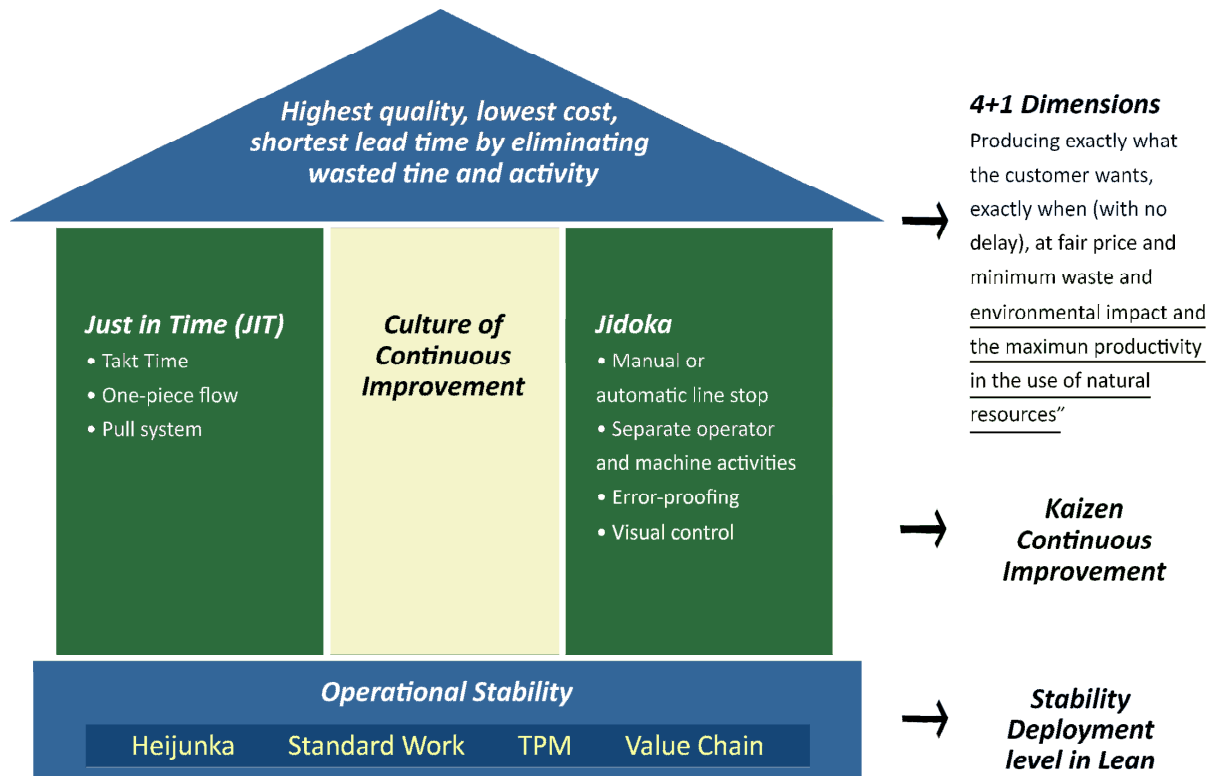 Highest quality, lowest cost,
shortest lead time by eliminating
wasted tine and activity
4+1 Dimensions
Producing exactly what
the customer wants,
exactly when (with no
delay), at fair price and
minimum waste and
environmental impact and
the maximun productivity
in the use of natural
resources”
Just in Time (JIT)
• Takt Time
• One-piece flow
• Pull system
Culture of
Continuous
Improvement
Jidoka
• Manual or
automatic line stop
• Separate operator
and machine activities
• Error-proofing
• Visual control
Kaizen
Continuous
Improvement
Operational Stability
Heijunka Standard Work TPM Value Chain
Stability
Deployment
level in Lean